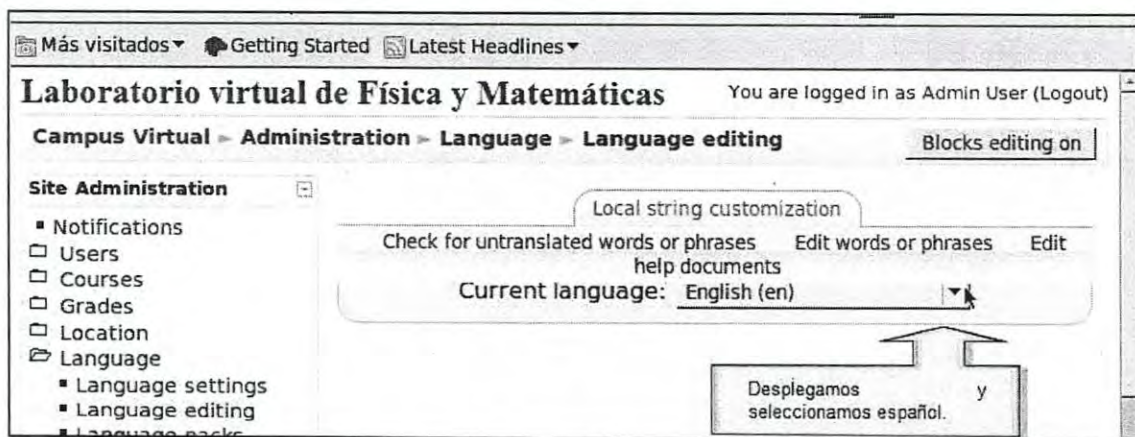 Más visitados Getting Started Latest Headlines
Laboratorio virtual de Física y Matemáticas You are logged in as Admin User (Logout)
Campus Virtual ► Administration ► Language ► Language editing Blocks editing on
Site Administration
Local string customization
Notifications
Users
Courses
Grades
Location
Language
Language settings
Language editing
Language packs
Check for untranslated words or phrases Edit words or phrases Edit
help documents
Current language: English (en)
Desplegamos y
seleccionamos español.